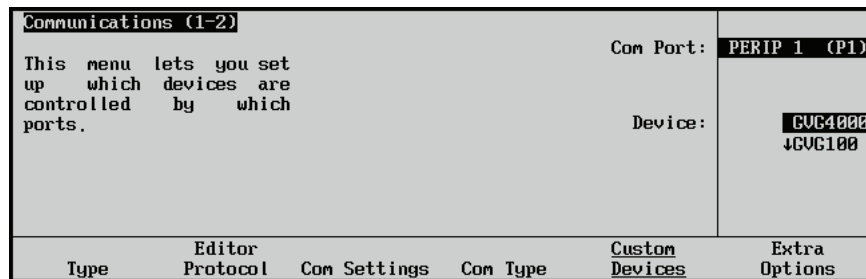 Communications (1-2)
This menu lets you set
up which devices are
controlled by which
ports.
Com Port: PERIP 1 (P1)
Device: GVG4000
↓GVG100
Type Editor Protocol Com Settings Com Type Custom Devices Extra Options